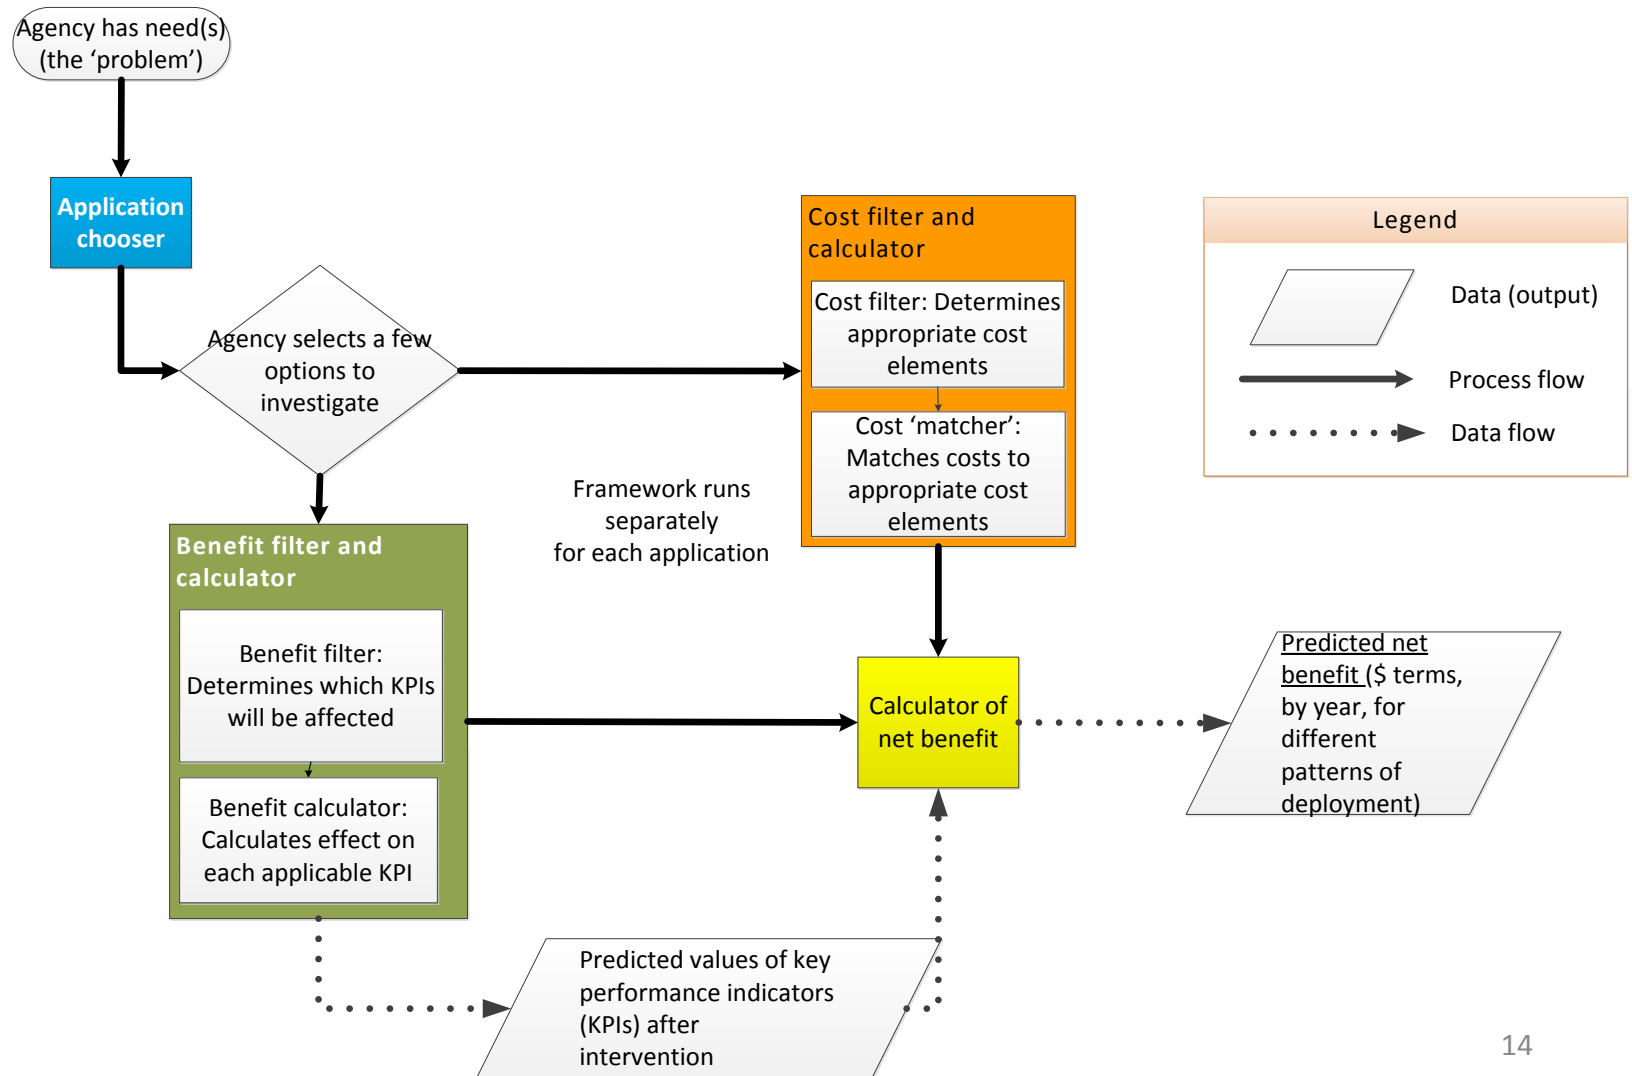 Agency has need(s)
(the ‘problem’)
Application
chooser
Agency selects a few
options to
investigate
Cost filter and
calculator
Cost filter: Determines
appropriate cost
elements
Cost ‘matcher’:
Matches costs to
appropriate cost
elements
Legend
Data (output)
Process flow
Data flow
Framework runs
separately
for each application
Benefit filter and
calculator
Benefit filter:
Determines which KPIs
will be affected
Benefit calculator:
Calculates effect on
each applicable KPI
Calculator of
net benefit
Predicted net
benefit ($ terms,
by year, for
different
patterns of
deployment)
Predicted values of key
performance indicators
(KPIs) after
intervention
14